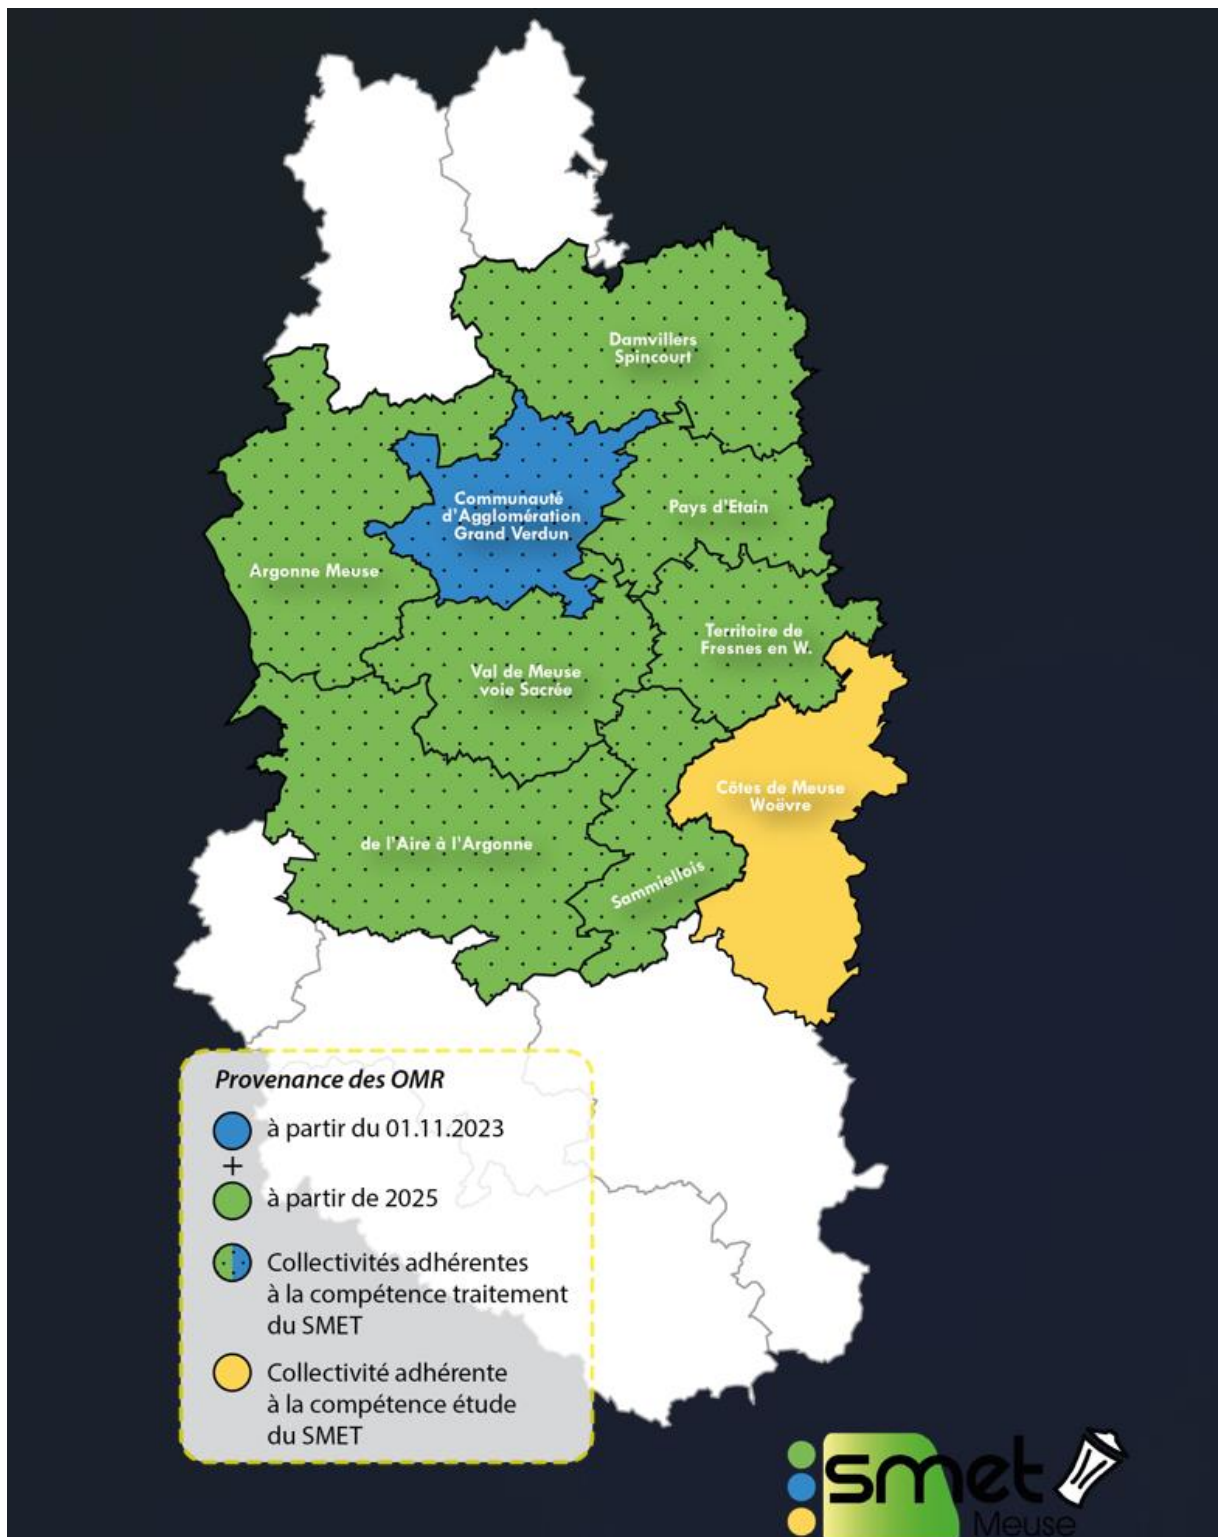 Damvillers
Spincourt
Communauté
d'Agglomération
Grand Verdun
Pays d'Etain
Argonne Meuse
Territoire de
Fresnes en W.
Val de Meuse
voie Sacrée
Côtes de Meuse
Woëvre
de l'Aire à l'Argonne
Sammiellois
Provenance des OMR
à partir du 01.11.2023
+
à partir de 2025
Collectivités adhérentes
à la compétence traitement
du SMET
Collectivité adhérente
à la compétence étude
du SMET
smet
Meuse